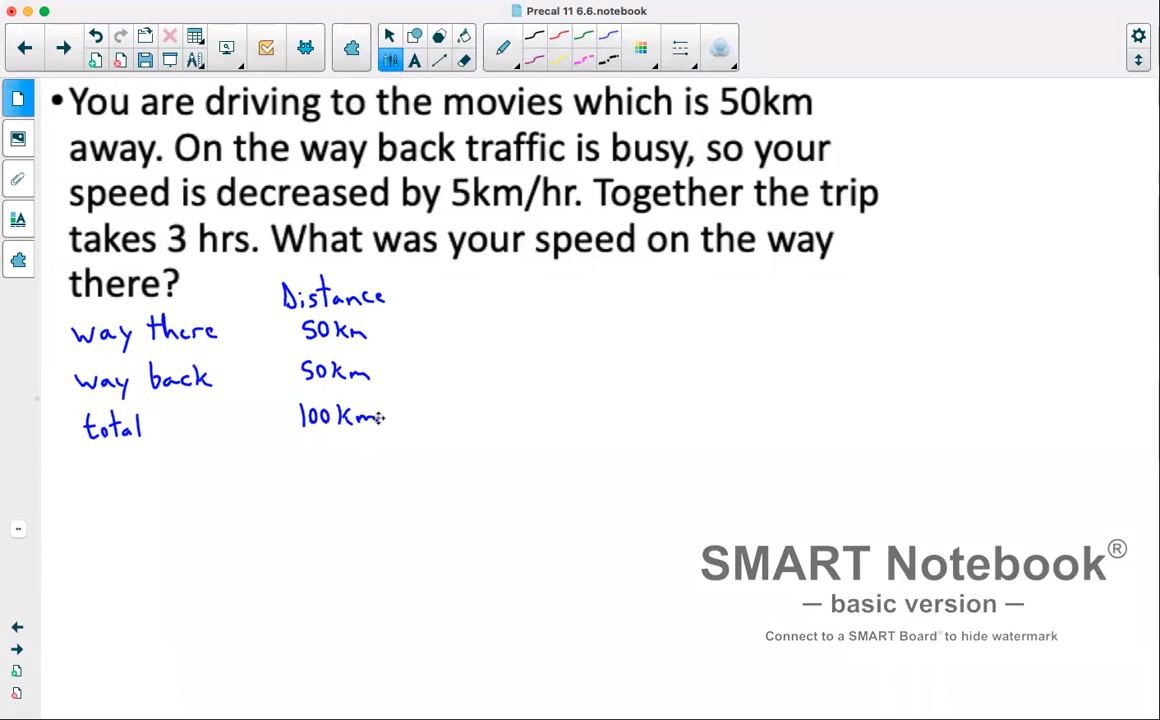 Precal 11 6.6.notebook
•You are driving to the movies which is 50km
away. On the way back traffic is busy, so your
speed is decreased by 5km/hr. Together the trip
takes 3 hrs. What was your speed on the way
there?
Distance
way there 50km
way back 50km
total 100km
SMART Notebook®
— basic version —
Connect to a SMART Board® to hide watermark